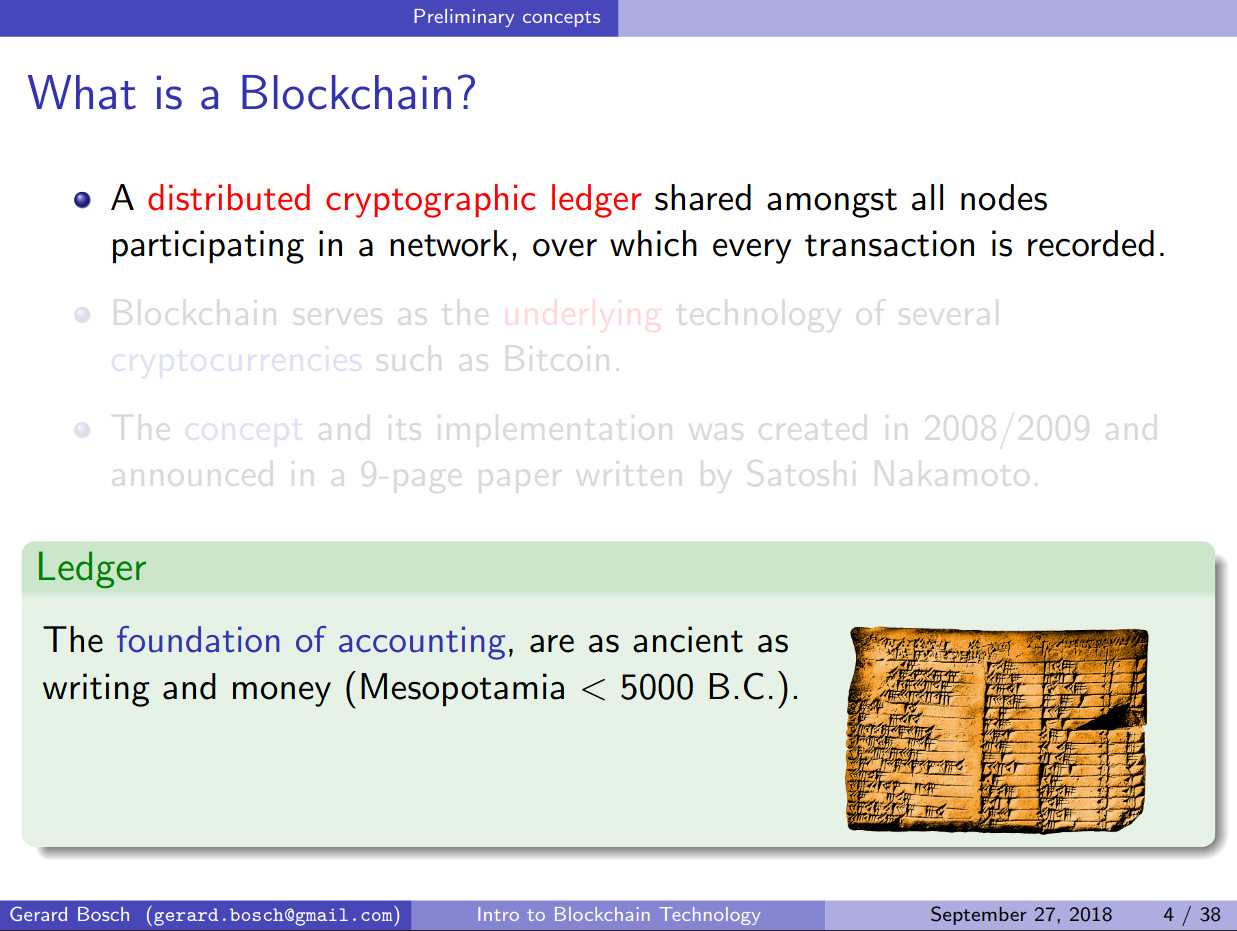 Preliminary concepts
What is a Blockchain?
A distributed cryptographic ledger shared amongst all nodes
participating in a network, over which every transaction is recorded.
Blockchain serves as the underlying technology of several
cryptocurrencies such as Bitcoin.
The concept and its implementation was created in 2008/2009 and
announced in a 9-page paper written by Satoshi Nakamoto.
Ledger
The foundation of accounting, are as ancient as
writing and money (Mesopotamia < 5000 B.C.).
Gerard Bosch (gerard.bosch@gmail.com) Intro to Blockchain Technology September 27, 2018 4 / 38